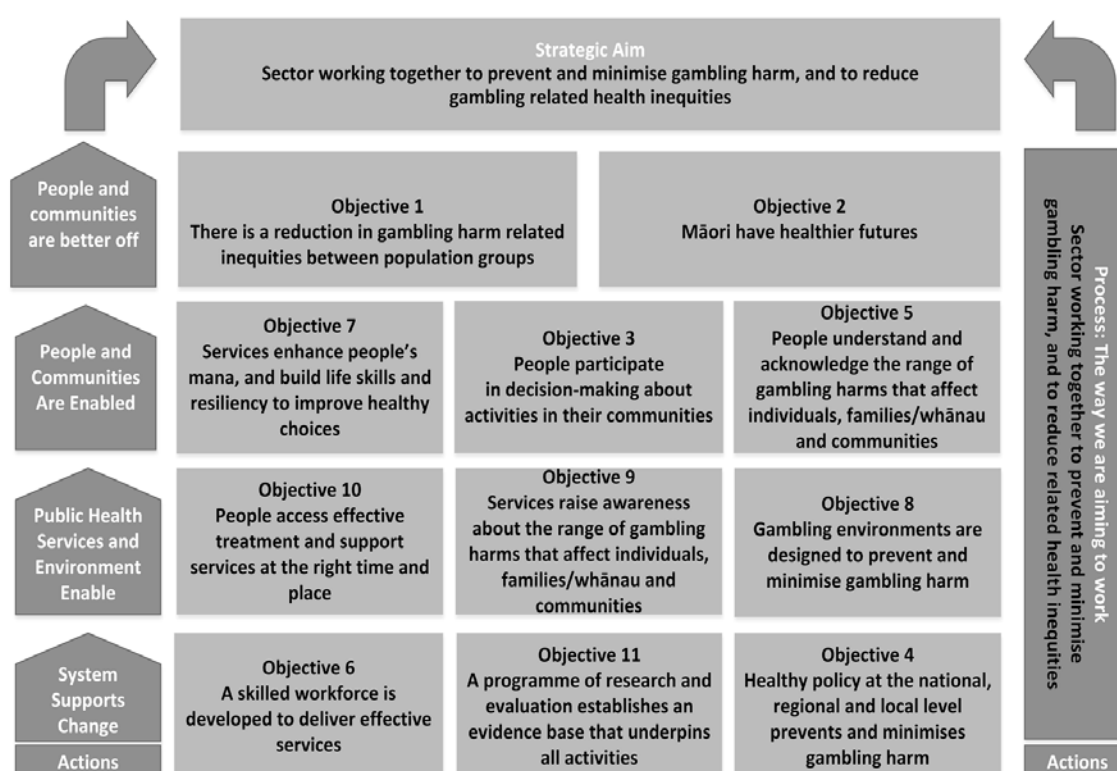 Strategic Aim
Sector working together to prevent and minimise gambling harm, and to reduce
gambling related health inequities
People and
communities
are better off
Objective 1
There is a reduction in gambling harm related
inequities between population groups
Objective 2
Māori have healthier futures
People and
Communities
Are Enabled
Objective 7
Services enhance people's
mana, and build life skills and
resiliency to improve healthy
choices
Objective 3
People participate
in decision-making about
activities in their communities
Objective 5
People understand and
acknowledge the range of
gambling harms that affect
individuals, families/whānau
and communities
Public Health
Services and
Environment
Enable
Objective 10
People access effective
treatment and support
services at the right time and
place
Objective 9
Services raise awareness
about the range of gambling
harms that affect individuals,
families/whānau and
communities
Objective 8
Gambling environments are
designed to prevent and
minimise gambling harm
System
Supports
Change
Actions
Objective 6
A skilled workforce is
developed to deliver effective
services
Objective 11
A programme of research and
evaluation establishes an
evidence base that underpins
all activities
Objective 4
Healthy policy at the national,
regional and local level
prevents and minimises
gambling harm
Process: The way we are aiming to work
Sector working together to prevent and minimise
gambling harm, and to reduce related health inequities
Actions